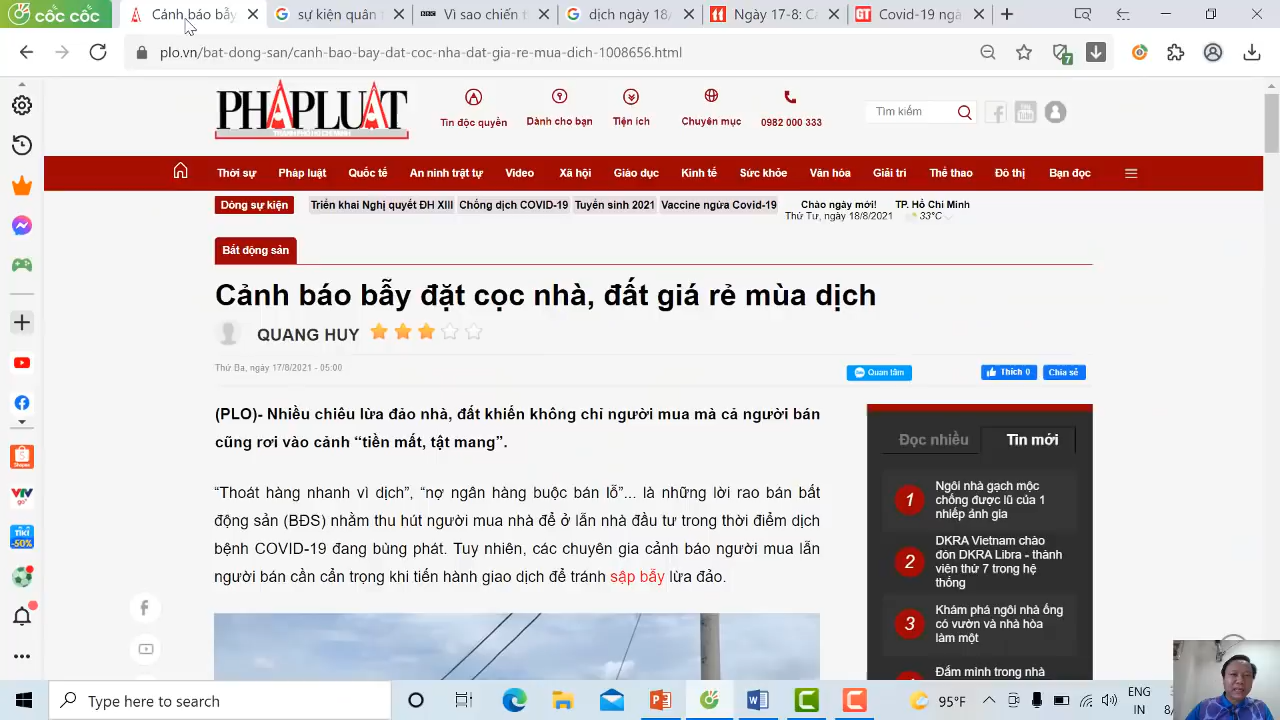 cốc cốc
Cảnh báo bẫy
sự kiện quân
Vì sao chiến t
dịch ngày 18/
Ngày 17-8: C
Covid-19 ngà
plo.vn/bat-dong-san/canh-bao-bay-dat-coc-nha-dat-gia-re-mua-dich-1008656.html
7
PHÁP LUẬT
THÀNH PHỐ HỒ CHÍ MINH
Tin độc quyền
Dành cho bạn
Tiện ích
Chuyên mục
0982 000 333
Tìm kiếm
Thời sự
Pháp luật
Quốc tế
An ninh trật tự
Video
Xã hội
Giáo dục
Kinh tế
Sức khỏe
Văn hóa
Giải trí
Thể thao
Đô thị
Bạn đọc
Dòng sự kiện
Triển khai Nghị quyết ĐH XIII
Chống dịch COVID-19
Tuyển sinh 2021
Vaccine ngừa Covid-19
Chào ngày mới!
Thứ Tư, ngày 18/8/2021
TP. Hồ Chí Minh
33°C
Bất động sản
Cảnh báo bẫy đặt cọc nhà, đất giá rẻ mùa dịch
QUANG HUY
Thứ Ba, ngày 17/8/2021 - 05:00
Quan tâm
Thích 0
Chia sẻ
(PLO)- Nhiều chiêu lừa đảo nhà, đất khiến không chỉ người mua mà cả người bán
cũng rơi vào cảnh “tiền mất, tật mang”.
“Thoát hàng nhanh vì dịch”, “nợ ngân hàng buộc bán lỗ”... là những lời rao bán bất
động sản (BĐS) nhằm thu hút người mua nhà để ở lẫn nhà đầu tư trong thời điểm dịch
bệnh COVID-19 đang bùng phát. Tuy nhiên, các chuyên gia cảnh báo người mua lẫn
người bán cần cẩn trọng khi tiến hành giao dịch để tránh sập bẫy lừa đảo.
Đọc nhiều
Tin mới
1
Ngôi nhà gạch mộc
chống được lũ của 1
nhiếp ảnh gia
2
DKRA Vietnam chào
đón DKRA Libra - thành
viên thứ 7 trong hệ
thống
3
Khám phá ngôi nhà ống
có vườn và nhà hòa
làm một
Đắm mình trong nhà
Shopee
VTV
go
TIKI
-50%
Type here to search
95°F
ENG
IN